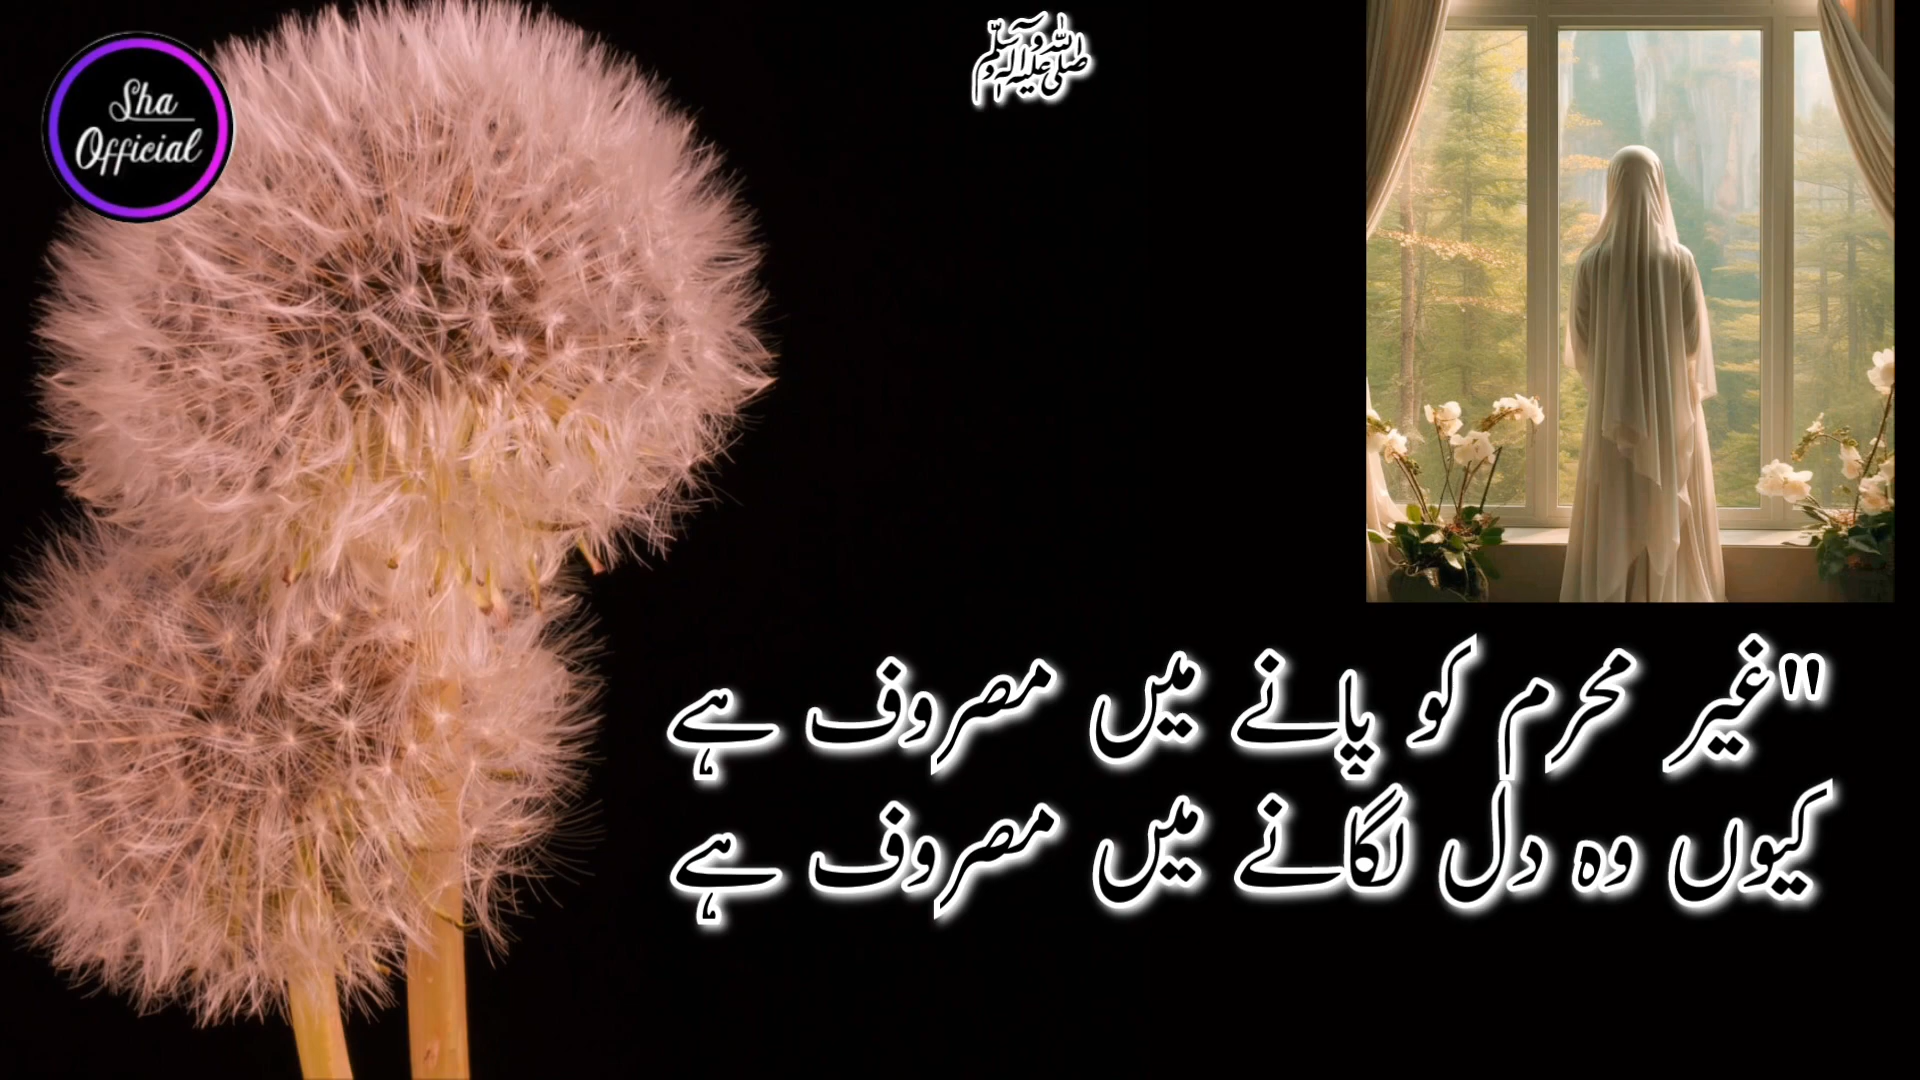 Sha
Official
صلی اللہ علیہ وآلہ وسلم
"غیر محرم کو پانے میں مصروف ہے
کیوں وہ دل لگانے میں مصروف ہے